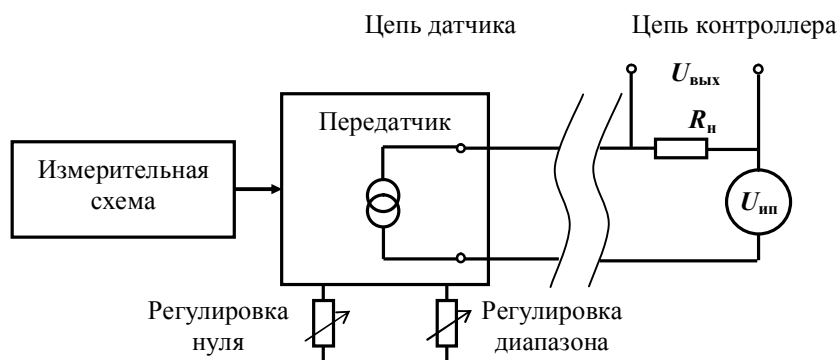 Цепь датчика
Цепь контроллера
Uвых
Передатчик
Rн
Измерительная
схема
Uип
Регулировка
нуля
Регулировка
диапазона